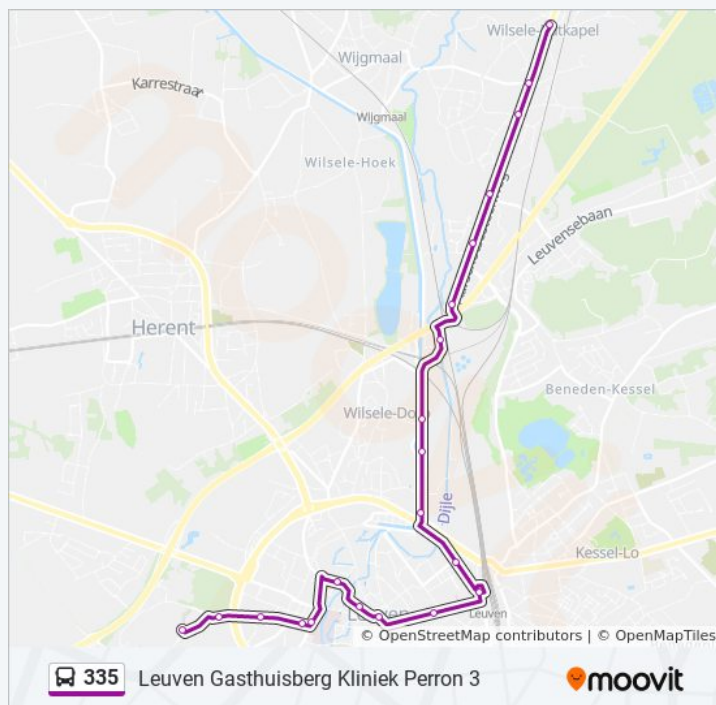 Wilsele-Putkapel
Wijgmaal
Karrestraat
Wijgmaal
Wilsele-Hoek
Leuvensebaan
Herent
Beneden-Kessel
Wilsele-Dorp
Dijle
Kessel-Lo
Leuven
Leuven
© OpenStreetMap contributors | © OpenMapTiles
335 Leuven Gasthuisberg Kliniek Perron 3
moovit